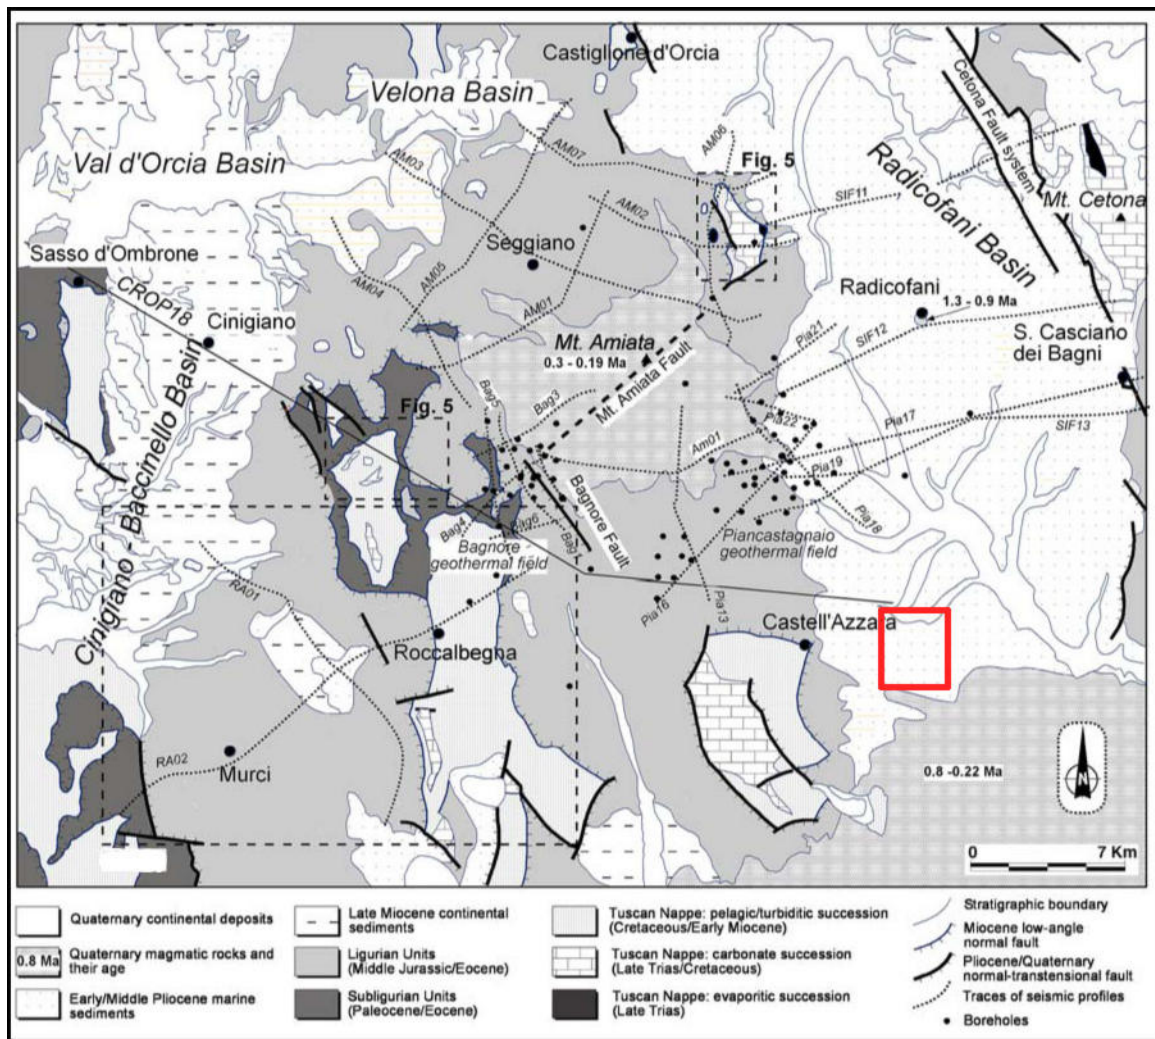 Castiglione d'Orcia
Velona Basin
Val d'Orcia Basin
AM03
AM07
AM06
Fig. 5
Cetona Fault system
Radicofani Basin
Mt. Cetona
SIF11
AM02
Seggiano
AM05
AM04
AM01
Sasso d'Ombrone
CROP18
Cinigiano
Cinigiano - Baccinello Basin
Radicofani
1.3 - 0.9 Ma
SIF12
S. Casciano
dei Bagni
Pia21
Mt. Amiata
0.3 - 0.19 Ma
Mt. Amiata Fault
Bag5
Bag3
Fig. 5
Pia22
Pia17
SIF13
Am01
Pia19
Pia18
Bagnore Fault
Bag4
Bag6
Bag1
Bagnore
geothermal field
Piancastagnaio
geothermal field
RA01
Pia16
Pia13
Castell'Azzara
Roccalbegna
RA02
Murci
0.8 -0.22 Ma
N
0 7 Km
Quaternary continental deposits
0.8 Ma Quaternary magmatic rocks and
their age
Early/Middle Pliocene marine
sediments
Late Miocene continental
sediments
Ligurian Units
(Middle Jurassic/Eocene)
Subligurian Units
(Paleocene/Eocene)
Tuscan Nappe: pelagic/turbiditic succession
(Cretaceous/Early Miocene)
Tuscan Nappe: carbonate succession
(Late Trias/Cretaceous)
Tuscan Nappe: evaporitic succession
(Late Trias)
Stratigraphic boundary
Miocene low-angle
normal fault
Pliocene/Quaternary
normal-transtensional fault
Traces of seismic profiles
Boreholes